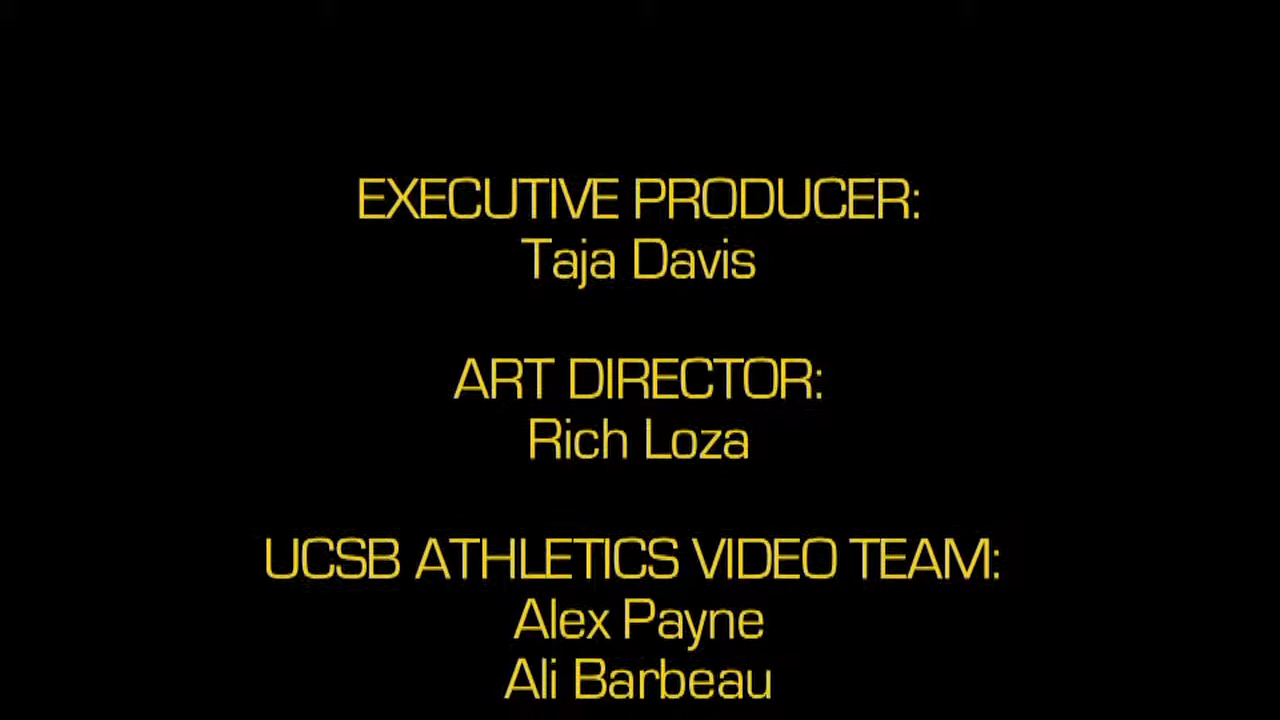 EXECUTIVE PRODUCER:
Taja Davis
ART DIRECTOR:
Rich Loza
UCSB ATHLETICS VIDEO TEAM:
Alex Payne
Ali Barbeau